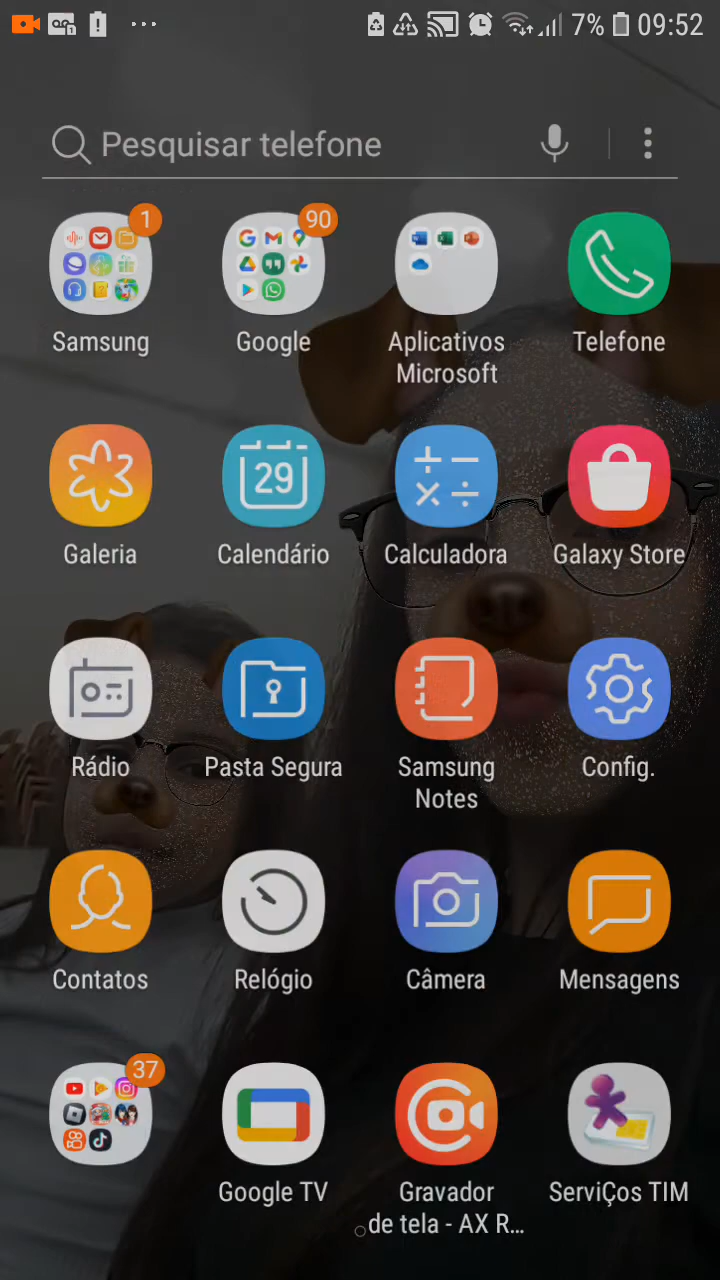 7% 09:52
Pesquisar telefone
1 90
Samsung Google Aplicativos Microsoft Telefone
29
Galeria Calendário Calculadora Galaxy Store
Rádio Pasta Segura Samsung Notes Config.
Contatos Relógio Câmera Mensagens
37
Google TV Gravador de tela - AX R... ServiÇos TIM